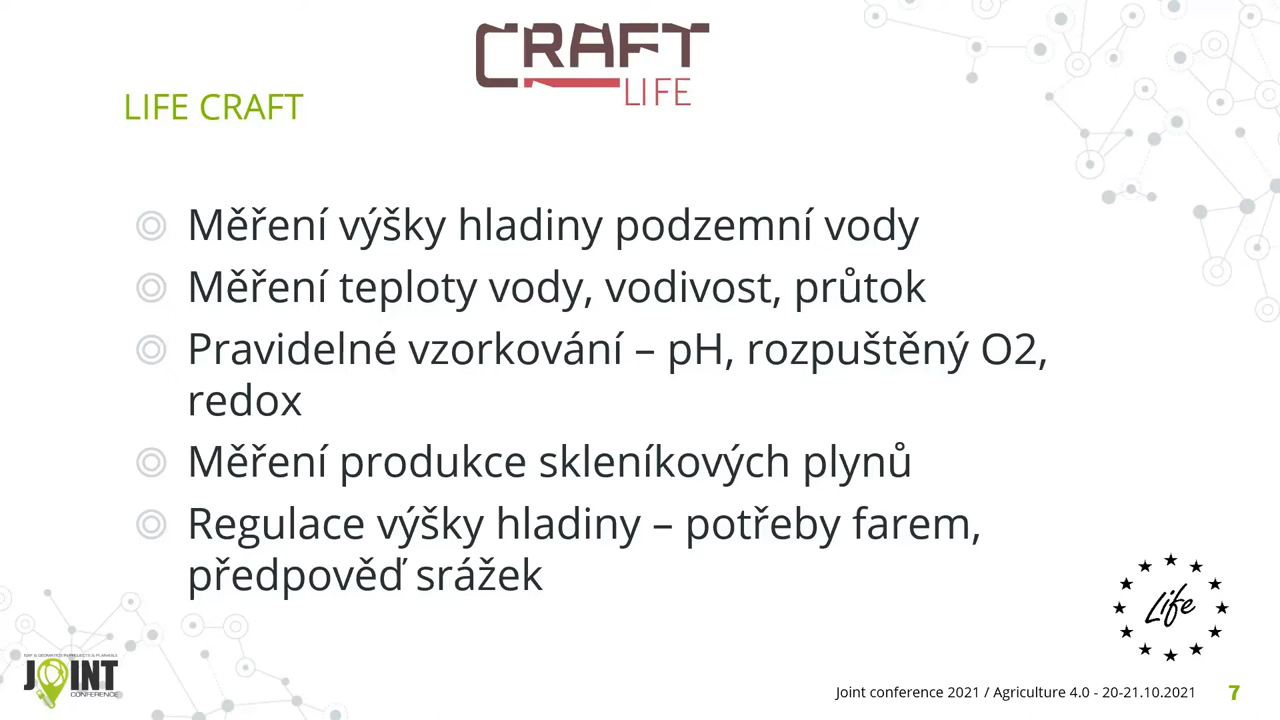 CRAFT
LIFE
LIFE CRAFT
Měření výšky hladiny podzemní vody
Měření teploty vody, vodivost, průtok
Pravidelné vzorkování – pH, rozpuštěný O2,
redox
Měření produkce skleníkových plynů
Regulace výšky hladiny – potřeby farem,
předpověď srážek
Life
JOINT
CONFERENCE
Joint conference 2021 / Agriculture 4.0 - 20-21.10.2021
7